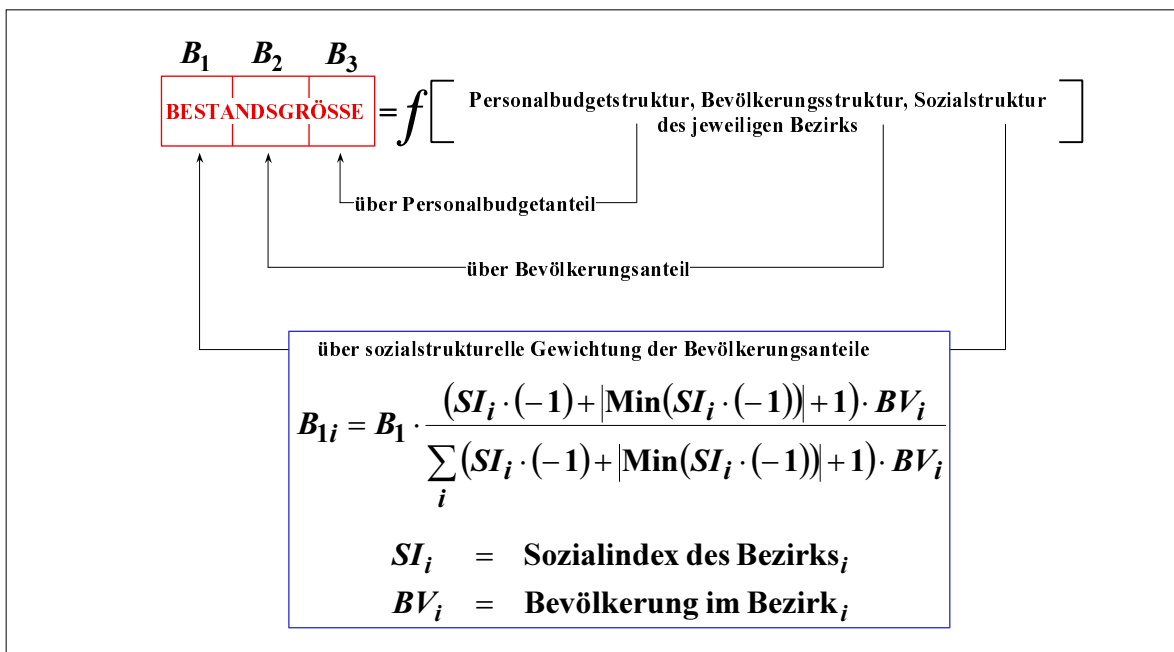 B1 B2 B3
BESTANDSGRÖSSE = f [ Personalbudgetstruktur, Bevölkerungsstruktur, Sozialstruktur
des jeweiligen Bezirks ]
über Personalbudgetanteil
über Bevölkerungsanteil
über sozialstrukturelle Gewichtung der Bevölkerungsanteile
B1i = B1 · (SIi · (−1) + |Min(SIi · (−1))| + 1) · BVi
∑i (SIi · (−1) + |Min(SIi · (−1))| + 1) · BVi
SIi = Sozialindex des Bezirksi
BVi = Bevölkerung im Bezirki